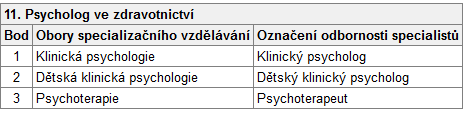 11. Psycholog ve zdravotnictví
Bod Obory specializačního vzdělávání Označení odbornosti specialistů
1 Klinická psychologie Klinický psycholog
2 Dětská klinická psychologie Dětský klinický psycholog
3 Psychoterapie Psychoterapeut